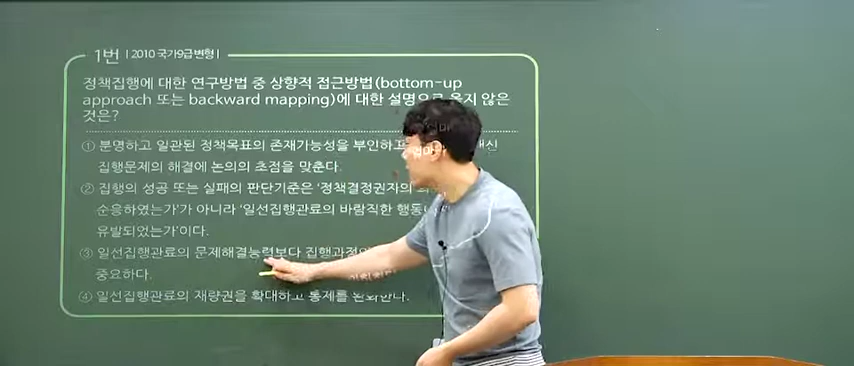 1번 | 2010 국가9급변형 |
정책집행에 대한 연구방법 중 상향적 접근방법(bottom-up
approach 또는 backward mapping)에 대한 설명으로 옳지 않은
것은?
① 분명하고 일관된 정책목표의 존재가능성을 부인하고
집행문제의 해결에 논의의 초점을 맞춘다.
② 집행의 성공 또는 실패의 판단기준은 '정책결정권자의
순응하였는가'가 아니라 '일선집행관료의 바람직한 행동이
유발되었는가'이다.
③ 일선집행관료의 문제해결능력보다 집행과정의
중요하다.
④ 일선집행관료의 재량권을 확대하고 통제를 완화한다.